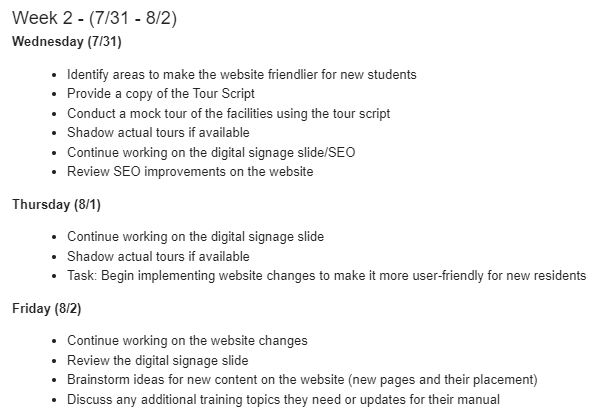 Week 2 - (7/31 - 8/2)
Wednesday (7/31)
• Identify areas to make the website friendlier for new students
• Provide a copy of the Tour Script
• Conduct a mock tour of the facilities using the tour script
• Shadow actual tours if available
• Continue working on the digital signage slide/SEO
• Review SEO improvements on the website
Thursday (8/1)
• Continue working on the digital signage slide
• Shadow actual tours if available
• Task: Begin implementing website changes to make it more user-friendly for new residents
Friday (8/2)
• Continue working on the website changes
• Review the digital signage slide
• Brainstorm ideas for new content on the website (new pages and their placement)
• Discuss any additional training topics they need or updates for their manual